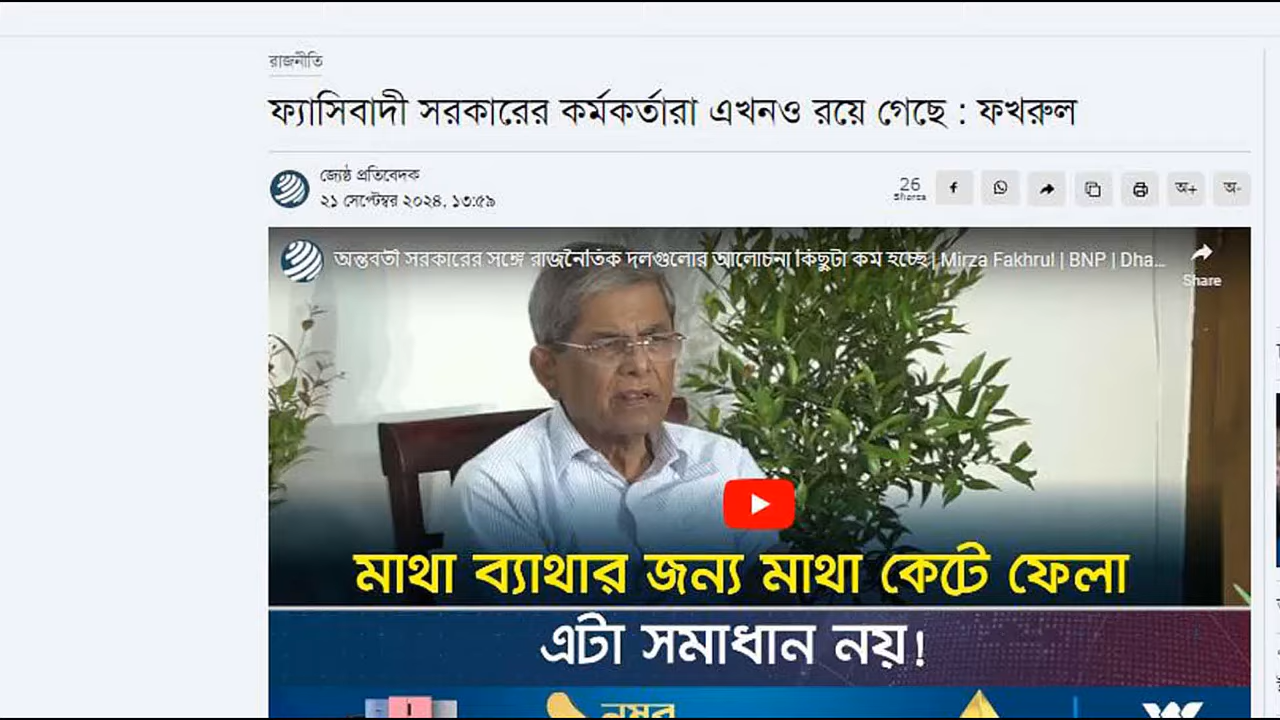 রাজনীতি
ফ্যাসিবাদী সরকারের কর্মকর্তারা এখনও রয়ে গেছে : ফখরুল
জ্যেষ্ঠ প্রতিবেদক
২১ সেপ্টেম্বর ২০২৪, ১৩:৫৯
26
Shares
অ+
অ-
অন্তবর্তী সরকারের সঙ্গে রাজনৈতিক দলগুলোর আলোচনা কিছুটা কম হচ্ছে | Mirza Fakhrul | BNP | Dha...
Share
মাথা ব্যাথার জন্য মাথা কেটে ফেলা
এটা সমাধান নয়!